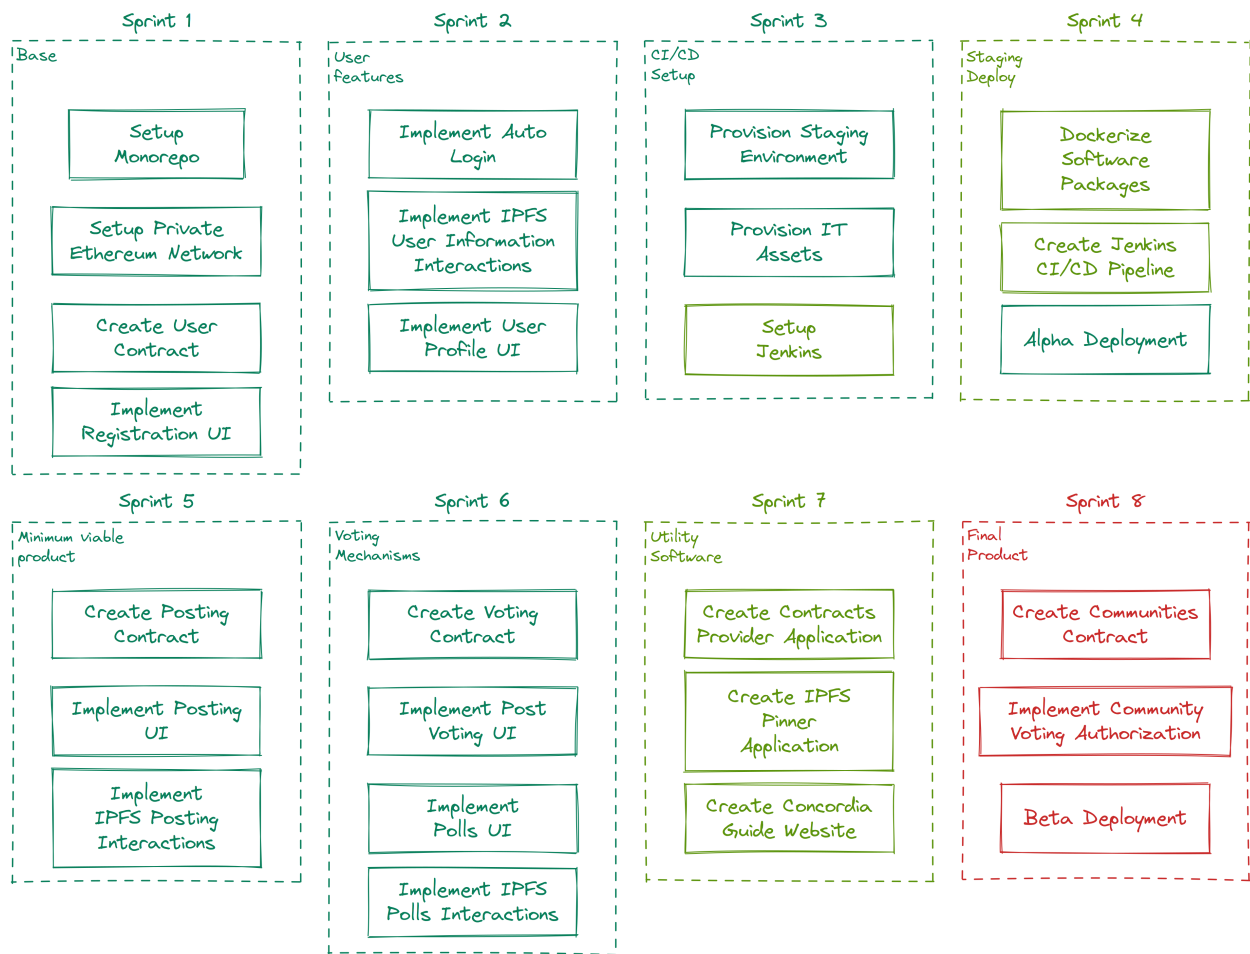 Sprint 1
Base
Setup
Monorepo
Setup Private
Ethereum Network
Create User
Contract
Implement
Registration UI
Sprint 2
User
features
Implement Auto
Login
Implement IPFS
User Information
Interactions
Implement User
Profile UI
Sprint 3
CI/CD
Setup
Provision Staging
Environment
Provision IT
Assets
Setup
Jenkins
Sprint 4
Staging
Deploy
Dockerize
Software
Packages
Create Jenkins
CI/CD Pipeline
Alpha Deployment
Sprint 5
Minimum viable
product
Create Posting
Contract
Implement Posting
UI
Implement
IPFS Posting
Interactions
Sprint 6
Voting
Mechanisms
Create Voting
Contract
Implement Post
Voting UI
Implement
Polls UI
Implement IPFS
Polls Interactions
Sprint 7
Utility
Software
Create Contracts
Provider Application
Create IPFS
Pinner
Application
Create Concordia
Guide Website
Sprint 8
Final
Product
Create Communities
Contract
Implement Community
Voting Authorization
Beta Deployment